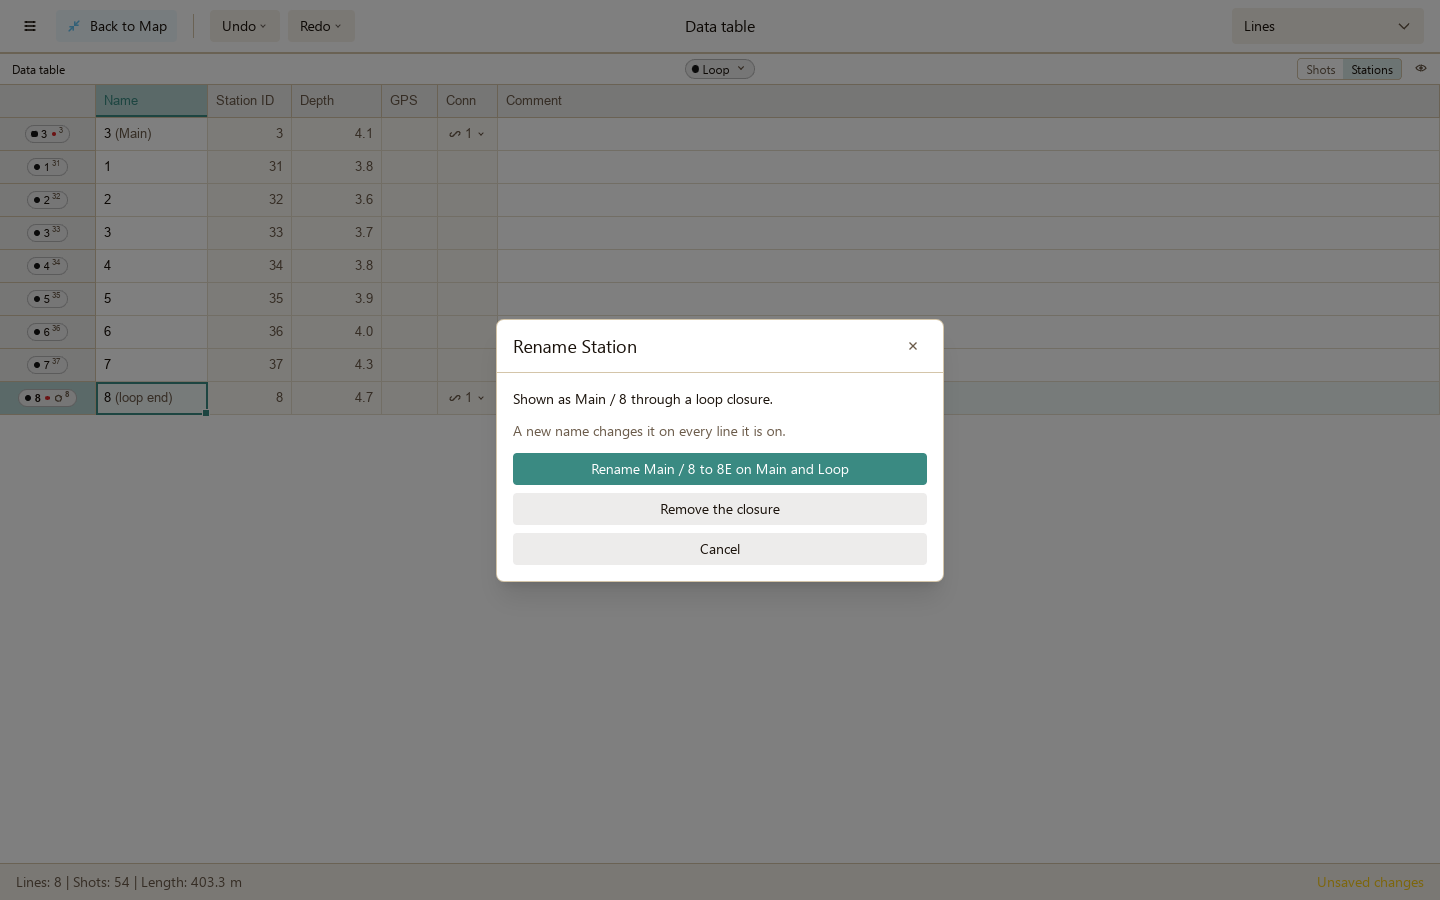 Back to Map
Undo
Redo
Data table
Lines
Data table
Loop
Shots
Stations
Name
Station ID
Depth
GPS
Conn
Comment
3 3
3 (Main)
3
4.1
1
1 31
1
31
3.8
2 32
2
32
3.6
3 33
3
33
3.7
4 34
4
34
3.8
5 35
5
35
3.9
6 36
6
36
4.0
7 37
7
37
4.3
8 8
8 (loop end)
8
4.7
1
Rename Station
Shown as Main / 8 through a loop closure.
A new name changes it on every line it is on.
Rename Main / 8 to 8E on Main and Loop
Remove the closure
Cancel
Lines: 8 | Shots: 54 | Length: 403.3 m
Unsaved changes